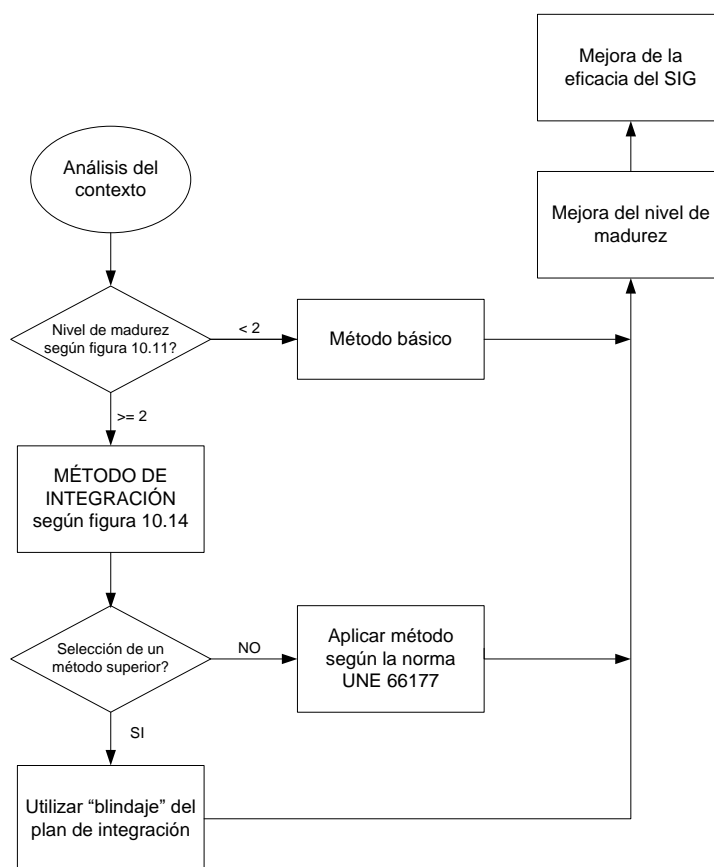 Mejora de la
eficacia del SIG
Análisis del
contexto
Mejora del nivel de
madurez
Nivel de madurez
según figura 10.11?
< 2
Método básico
>= 2
MÉTODO DE
INTEGRACIÓN
según figura 10.14
Selección de un
método superior?
NO
Aplicar método
según la norma
UNE 66177
SI
Utilizar “blindaje” del
plan de integración